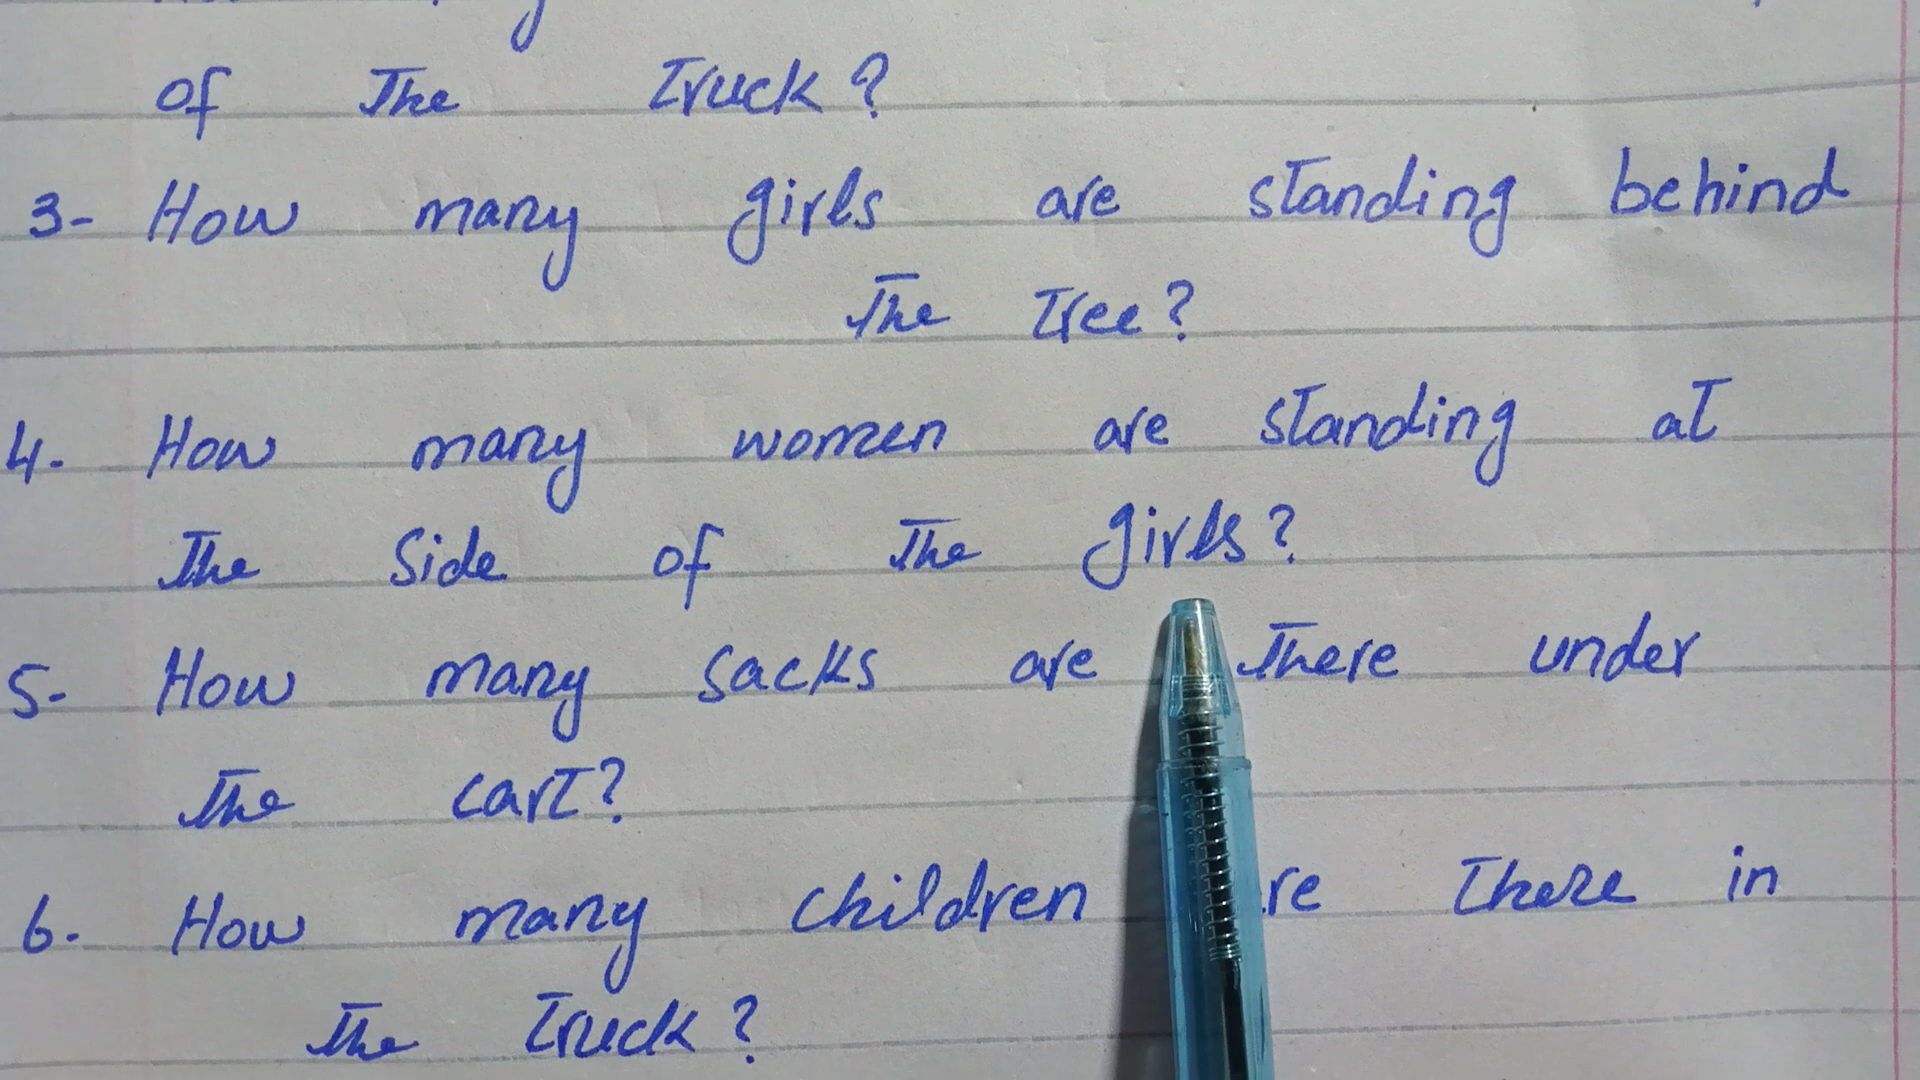 of The Truck?
3- How many girls are standing behind
The Tree?
4. How many women are standing at
The Side of The girls?
5- How many sacks are There under
The cart?
6. How many children re There in
The Truck?